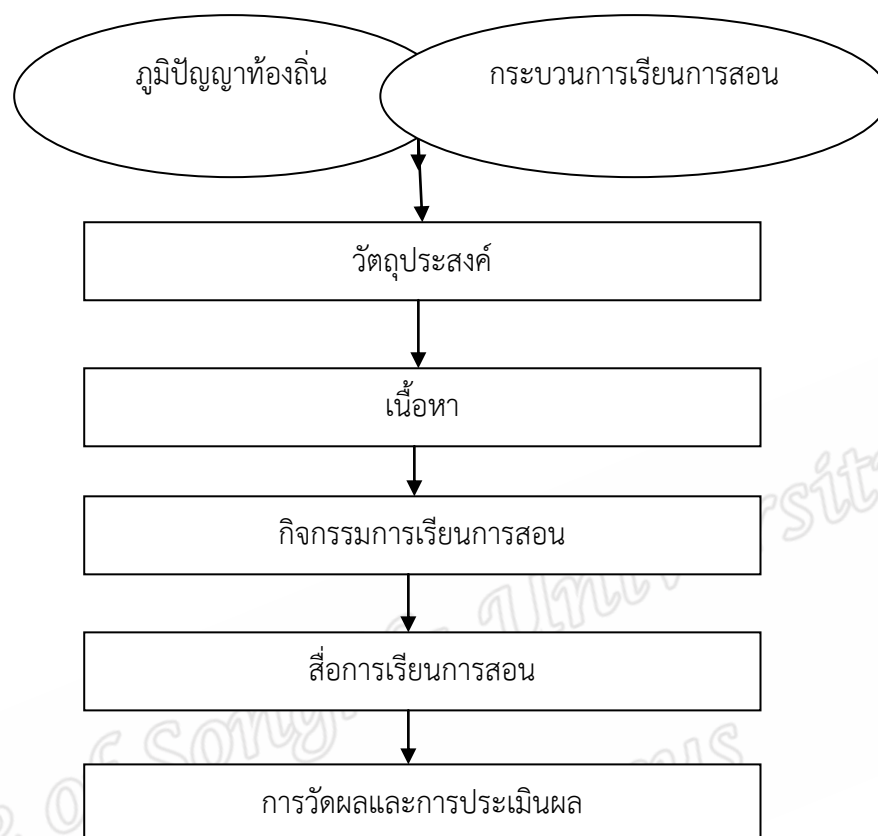 ภูมิปัญญาท้องถิ่น
กระบวนการเรียนการสอน
วัตถุประสงค์
เนื้อหา
กิจกรรมการเรียนการสอน
สื่อการเรียนการสอน
การวัดผลและการประเมินผล
of Songkla University